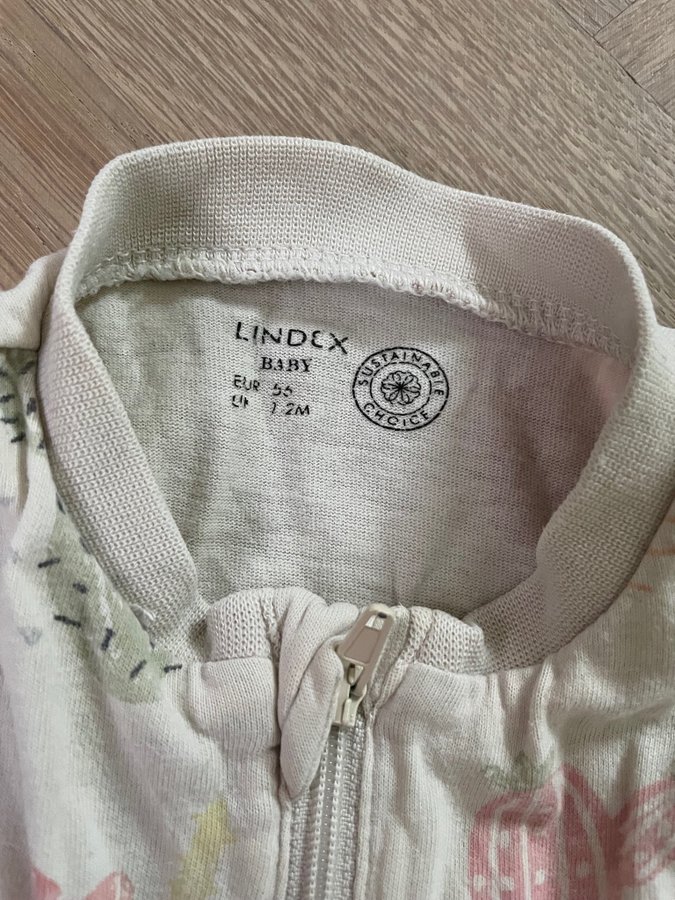 LINDEX
BABY
EUR 56
UK 1-2M
SUSTAINABLE
CHOICE